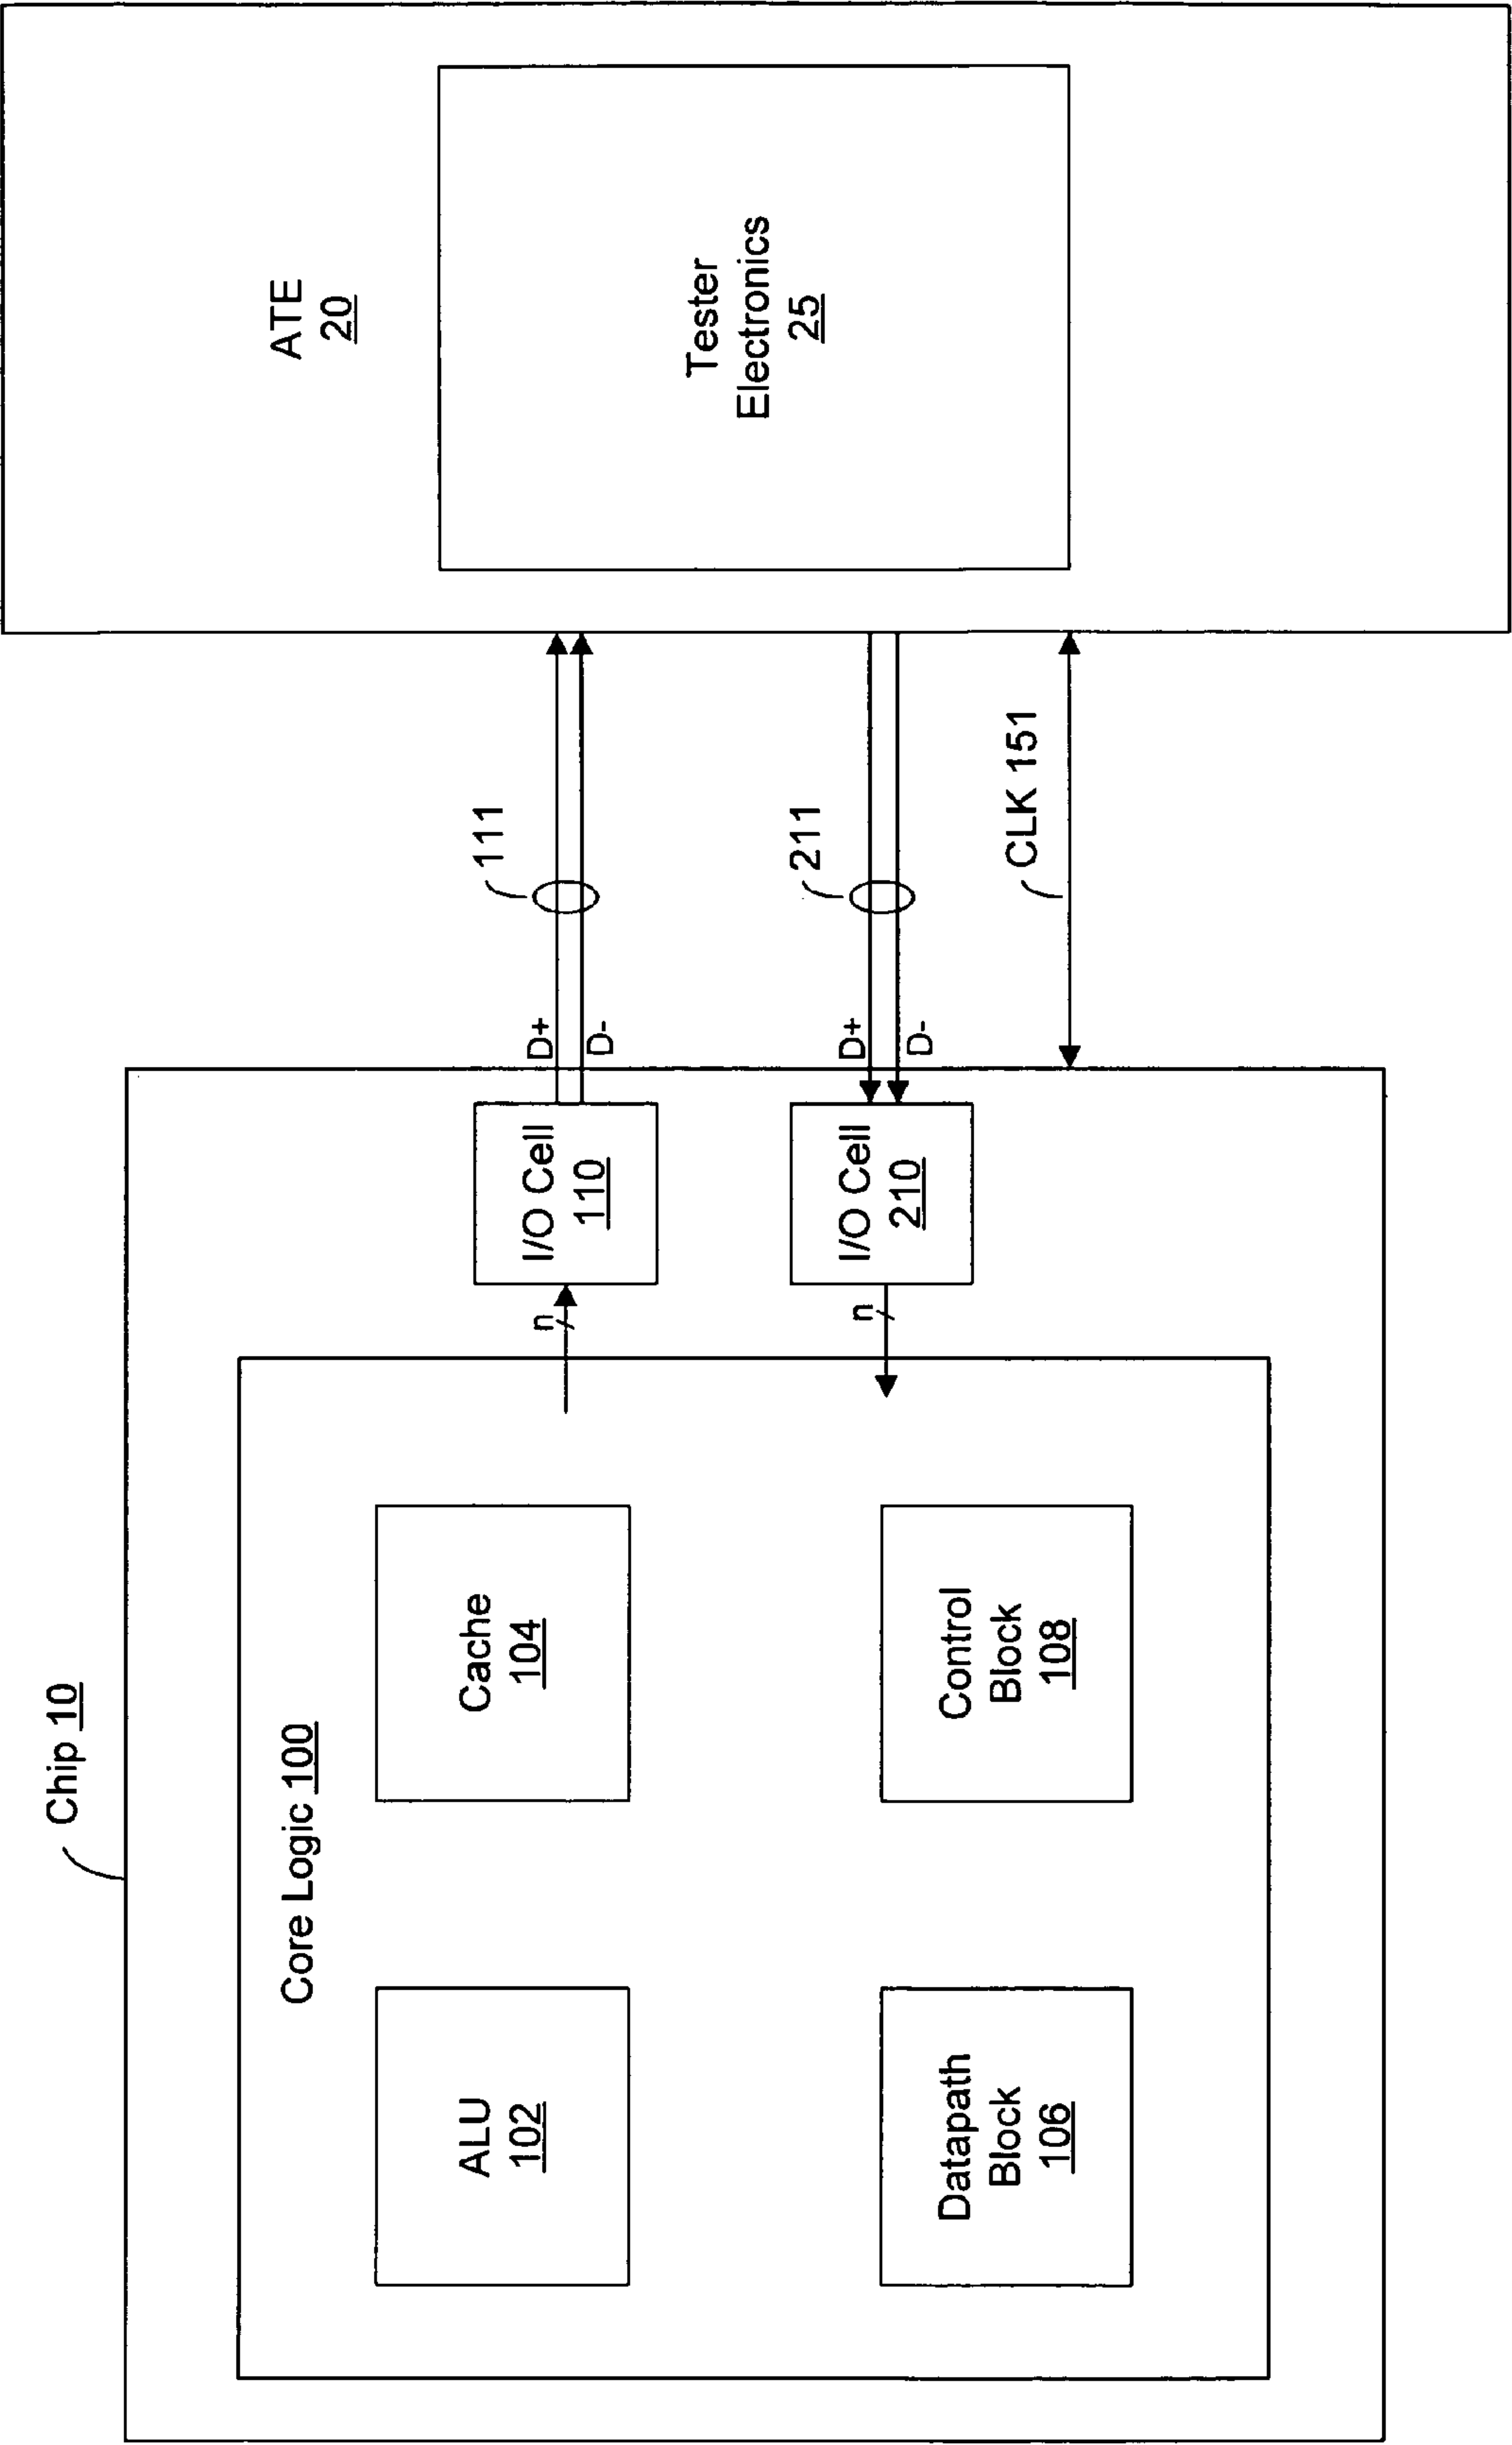 Chip 10
Core Logic 100
ALU
102
Cache
104
Datapath
Block
106
Control
Block
108
n
I/O Cell
110
D+
D-
111
n
I/O Cell
210
D+
D-
211
CLK 151
ATE
20
Tester
Electronics
25